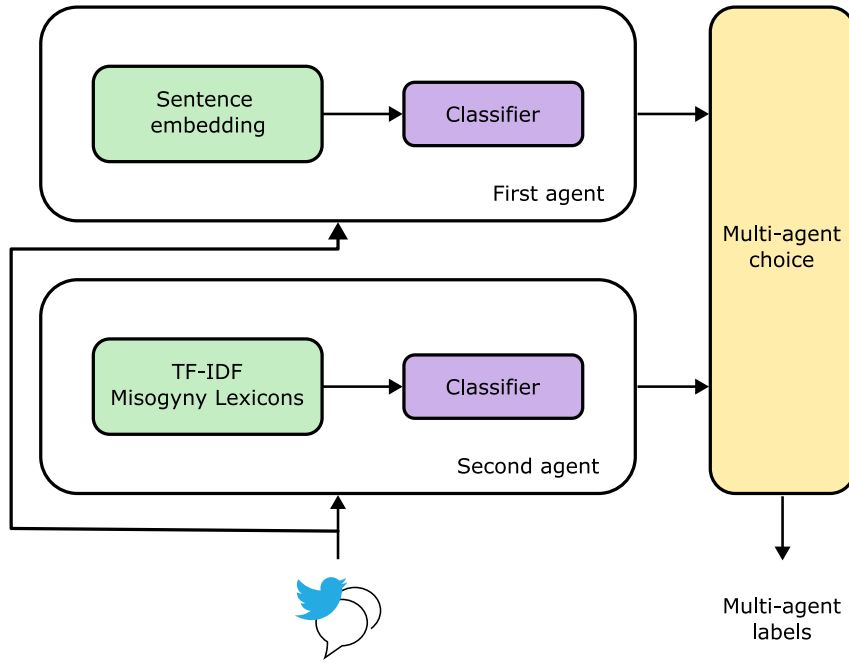 Sentence
embedding
Classifier
First agent
TF-IDF
Misogyny Lexicons
Classifier
Second agent
Multi-agent
choice
Multi-agent
labels